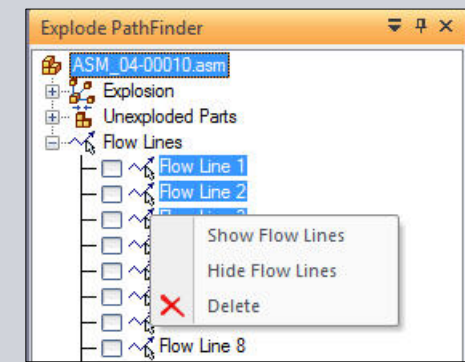 Explode PathFinder
ASM_04-00010.asm
Explosion
Unexploded Parts
Flow Lines
Flow Line 1
Flow Line 2
Show Flow Lines
Hide Flow Lines
Delete
Flow Line 8